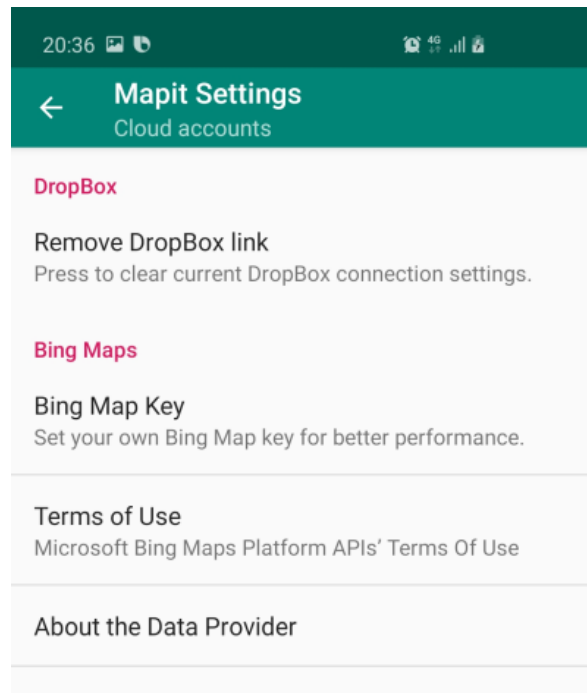 20:36 4G
Mapit Settings
Cloud accounts
DropBox
Remove DropBox link
Press to clear current DropBox connection settings.
Bing Maps
Bing Map Key
Set your own Bing Map key for better performance.
Terms of Use
Microsoft Bing Maps Platform APIs’ Terms Of Use
About the Data Provider